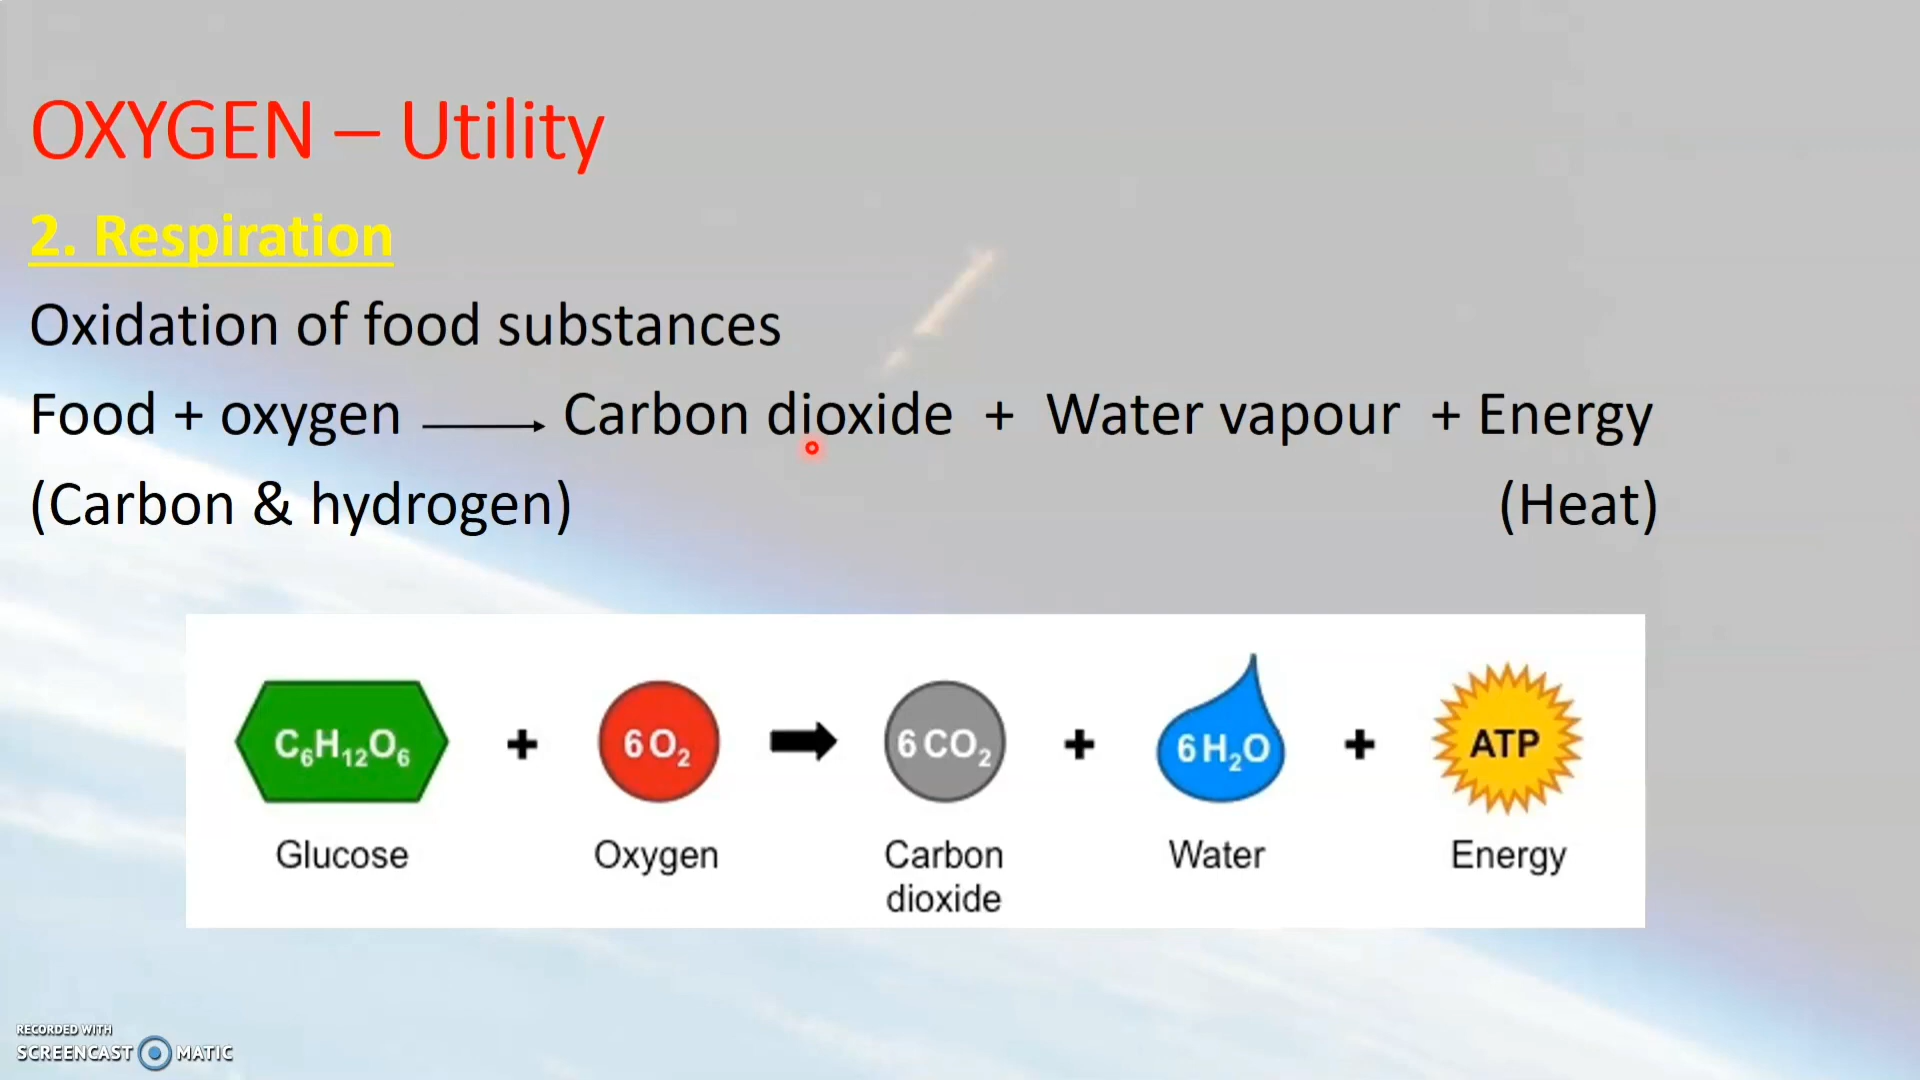 OXYGEN – Utility
2. Respiration
Oxidation of food substances
Food + oxygen ⟶ Carbon dioxide + Water vapour + Energy
(Carbon & hydrogen) (Heat)
C₆H₁₂O₆ + 6 O₂ ➡ 6 CO₂ + 6 H₂O + ATP
Glucose Oxygen Carbon dioxide Water Energy
RECORDED WITH
SCREENCAST MATIC